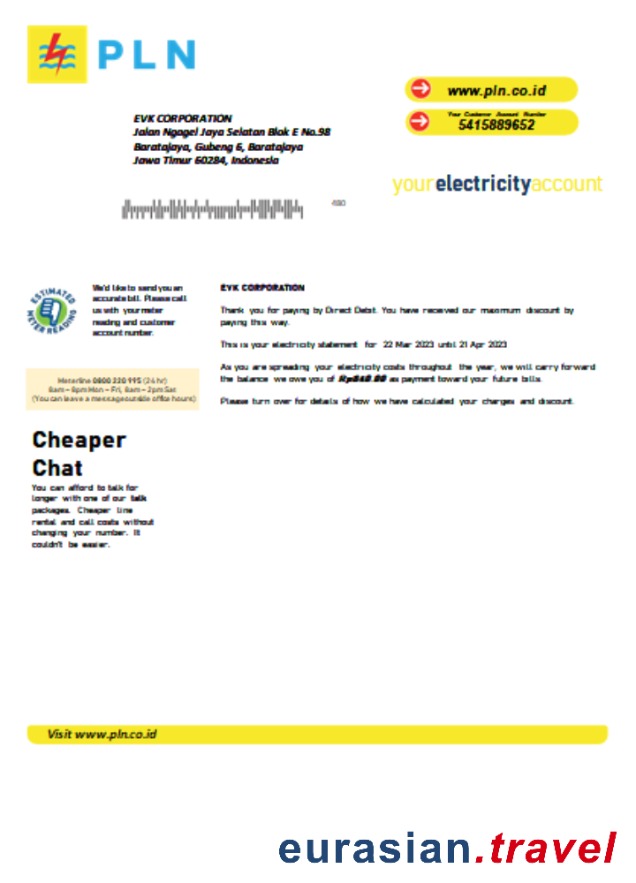 PLN
www.pln.co.id
Your Customer Account Number
5415889652
EVK CORPORATION
Jalan Ngagel Jaya Selatan Blok E No.98
Baratajaya, Gubeng 6, Baratajaya
Jawa Timur 60284, Indonesia
yourelectricityaccount
480
ESTIMATED
METER READING
We'd like to send you an
accurate bill. Please call
us with your meter
reading and customer
account number.
Meterline 0800 220 995 (24 hr)
8am – 8pm Mon – Fri, 8am – 2pm Sat
(You can leave a message outside office hours)
EVK CORPORATION
Thank you for paying by Direct Debit. You have received our maximum discount by
paying this way.
This is your electricity statement for 22 Mar 2023 until 21 Apr 2023
As you are spreading your electricity costs throughout the year, we will carry forward
the balance we owe you of as payment toward your future bills.
Please turn over for details of how we have calculated your charges and discount.
Cheaper
Chat
You can afford to talk for
longer with one of our talk
packages. Cheaper line
rental and call costs without
changing your number. It
couldn't be easier.
Visit www.pln.co.id
eurasian.travel